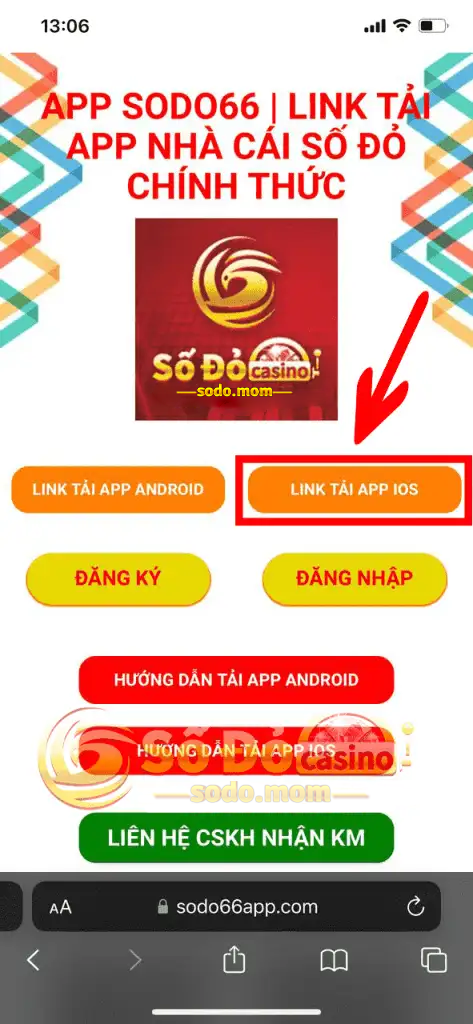 13:06
APP SODO66 | LINK TẢI
APP NHÀ CÁI SỐ ĐỎ
CHÍNH THỨC
SỐ ĐỎ casino
sodo.mom
LINK TẢI APP ANDROID
LINK TẢI APP IOS
ĐĂNG KÝ
ĐĂNG NHẬP
HƯỚNG DẪN TẢI APP ANDROID
HƯỚNG DẪN TẢI APP IOS
Số Đỏ casino
sodo.mom
LIÊN HỆ CSKH NHẬN KM
AA
sodo66app.com